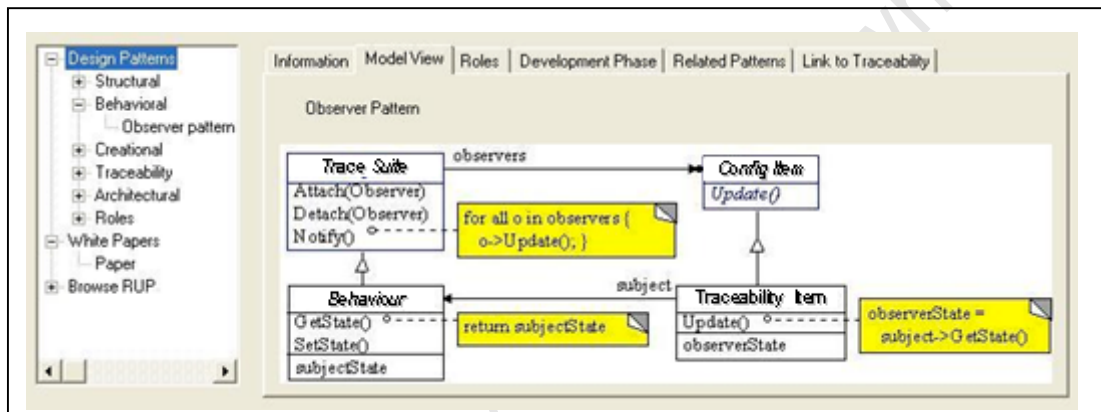 Design Patterns
Structural
Behavioral
Observer pattern
Creational
Traceability
Architectural
Roles
White Papers
Paper
Browse RUP
Information Model View Roles Development Phase Related Patterns Link to Traceability
Observer Pattern
Trace Suite
Attach(Observer)
Detach(Observer)
Notify()
observers
Config Item
Update()
for all o in observers {
o->Update(); }
Behaviour
GetState()
SetState()
subjectState
return subjectState
subject
Traceability Item
Update()
observerState
observerState =
subject->GetState()